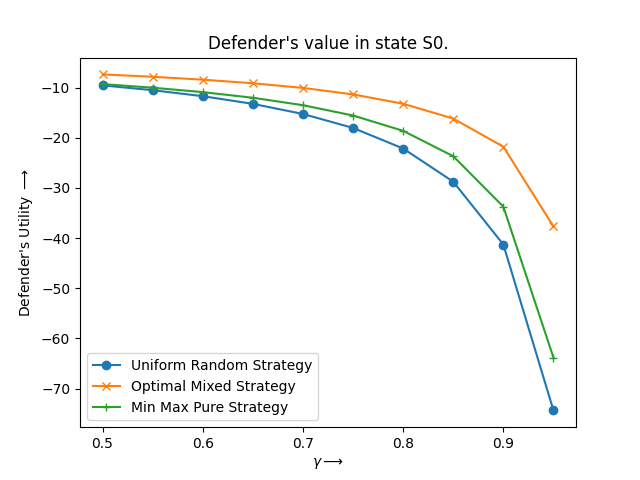 Defender's value in state S0.
Defender's Utility ⟶
−10
−20
−30
−40
−50
−60
−70
Uniform Random Strategy
Optimal Mixed Strategy
Min Max Pure Strategy
0.5 0.6 0.7 0.8 0.9
γ⟶